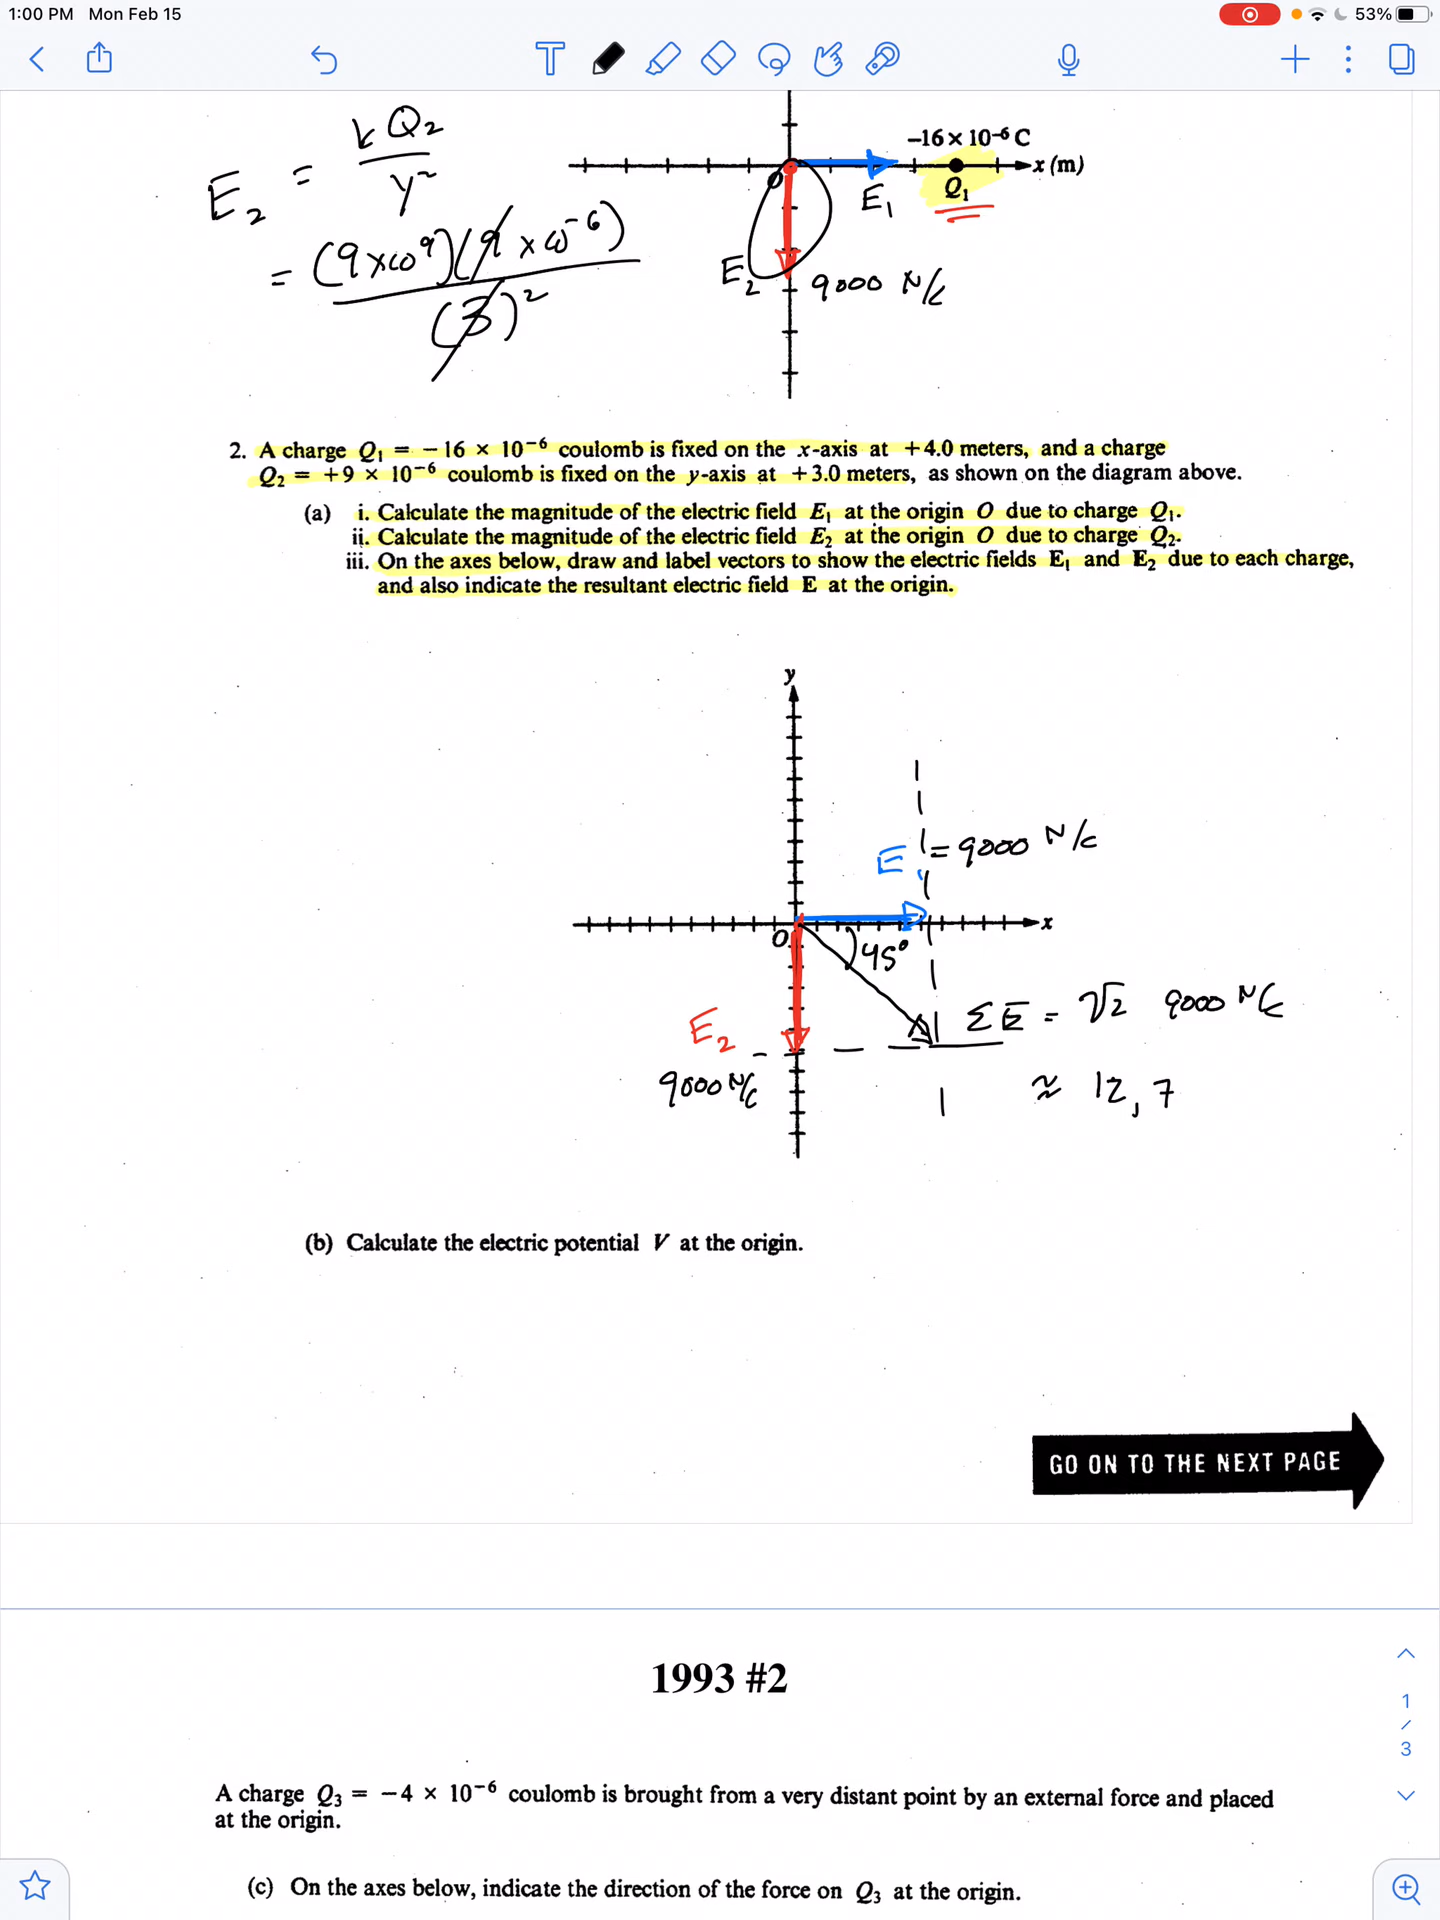 1:00 PM Mon Feb 15
53%
E₂ = kQ₂ / y²
= (9×10⁹)(9×10⁻⁶) / (3)²
−16 × 10⁻⁶ C
x (m)
O
E₁
Q₁
E₂
9000 N/C
2. A charge Q₁ = − 16 × 10⁻⁶ coulomb is fixed on the x-axis at +4.0 meters, and a charge
Q₂ = +9 × 10⁻⁶ coulomb is fixed on the y-axis at +3.0 meters, as shown on the diagram above.
(a) i. Calculate the magnitude of the electric field E₁ at the origin O due to charge Q₁.
ii. Calculate the magnitude of the electric field E₂ at the origin O due to charge Q₂.
iii. On the axes below, draw and label vectors to show the electric fields E₁ and E₂ due to each charge,
and also indicate the resultant electric field E at the origin.
y
E₁ = 9000 N/C
x
O
45°
E₂
ΣE = √2 9000 N/C
9000 N/C
≈ 12,7
(b) Calculate the electric potential V at the origin.
GO ON TO THE NEXT PAGE
1993 #2
1
/
3
A charge Q₃ = −4 × 10⁻⁶ coulomb is brought from a very distant point by an external force and placed
at the origin.
(c) On the axes below, indicate the direction of the force on Q₃ at the origin.